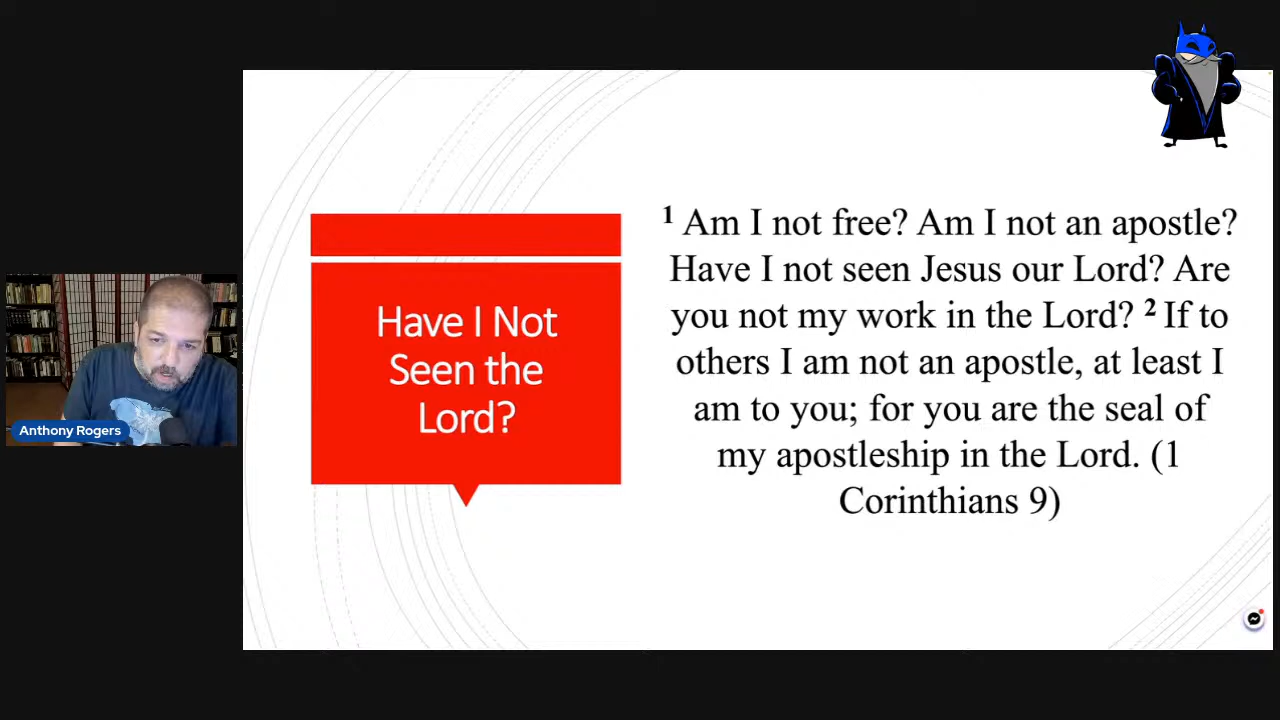 Anthony Rogers
Have I Not
Seen the
Lord?
1 Am I not free? Am I not an apostle?
Have I not seen Jesus our Lord? Are
you not my work in the Lord? 2 If to
others I am not an apostle, at least I
am to you; for you are the seal of
my apostleship in the Lord. (1
Corinthians 9)